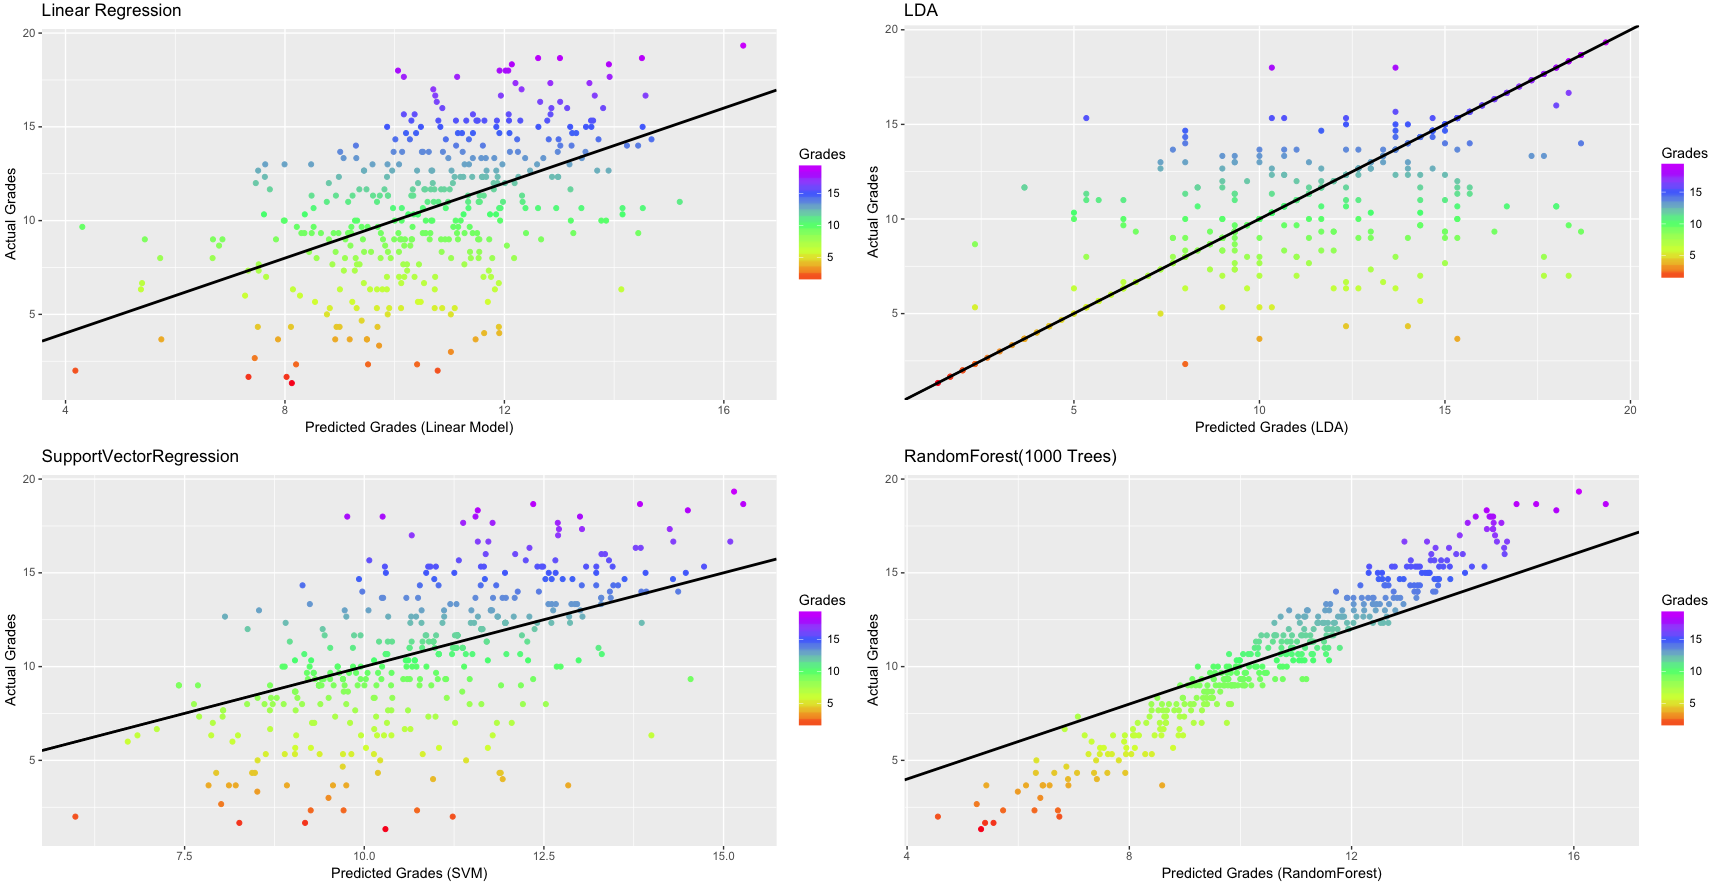 Linear Regression
20
15
10
5
4
8
12
16
Actual Grades
Predicted Grades (Linear Model)
Grades
15
10
5
LDA
20
15
10
5
5
10
15
20
Actual Grades
Predicted Grades (LDA)
Grades
15
10
5
SupportVectorRegression
20
15
10
5
7.5
10.0
12.5
15.0
Actual Grades
Predicted Grades (SVM)
Grades
15
10
5
RandomForest(1000 Trees)
20
15
10
5
4
8
12
16
Actual Grades
Predicted Grades (RandomForest)
Grades
15
10
5